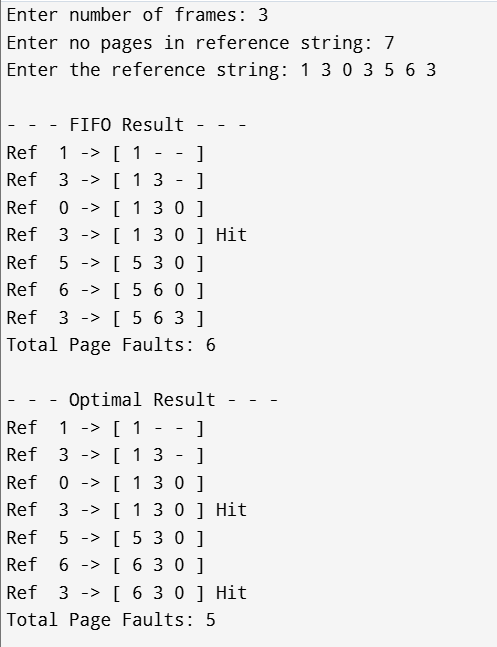 Enter number of frames: 3
Enter no pages in reference string: 7
Enter the reference string: 1 3 0 3 5 6 3
- - - FIFO Result - - -
Ref  1 -> [ 1 - - ]
Ref  3 -> [ 1 3 - ]
Ref  0 -> [ 1 3 0 ]
Ref  3 -> [ 1 3 0 ] Hit
Ref  5 -> [ 5 3 0 ]
Ref  6 -> [ 5 6 0 ]
Ref  3 -> [ 5 6 3 ]
Total Page Faults: 6
- - - Optimal Result - - -
Ref  1 -> [ 1 - - ]
Ref  3 -> [ 1 3 - ]
Ref  0 -> [ 1 3 0 ]
Ref  3 -> [ 1 3 0 ] Hit
Ref  5 -> [ 5 3 0 ]
Ref  6 -> [ 6 3 0 ]
Ref  3 -> [ 6 3 0 ] Hit
Total Page Faults: 5